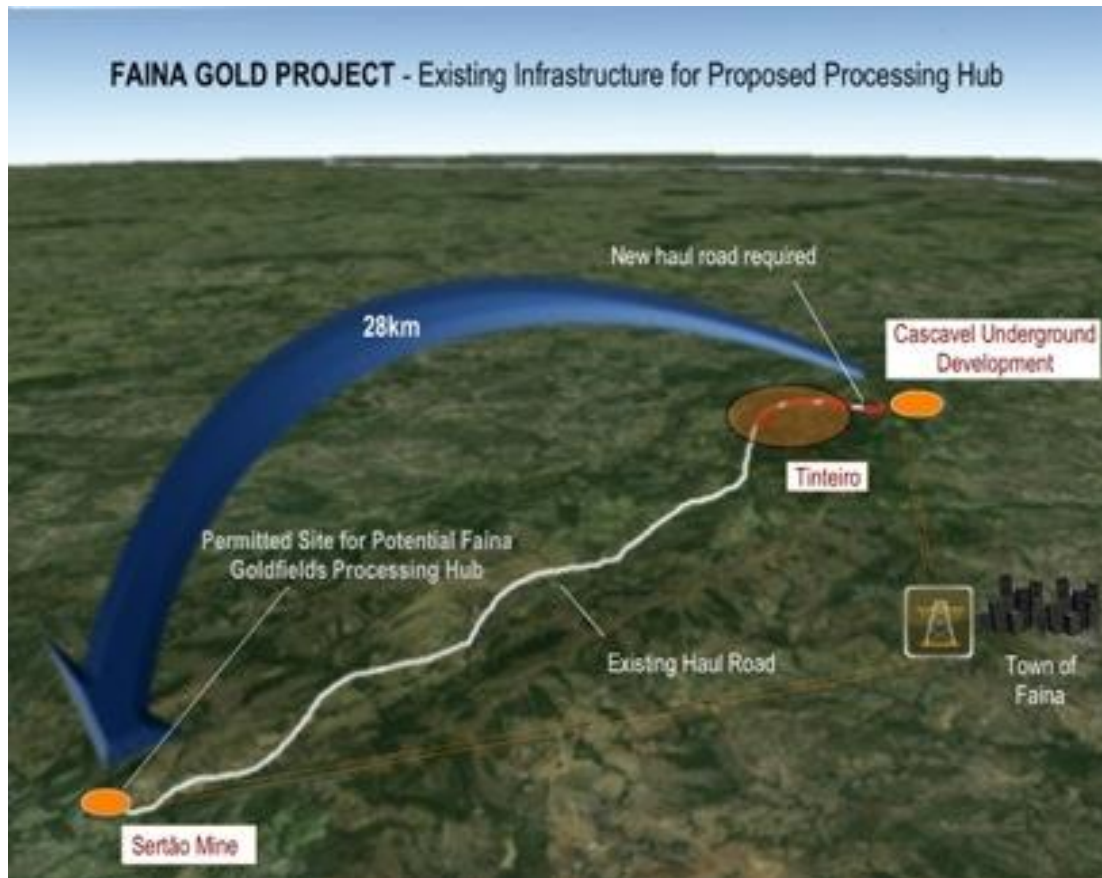 FAINA GOLD PROJECT - Existing Infrastructure for Proposed Processing Hub
New haul road required
28km
Cascavel Underground
Development
Tinteiro
Permitted Site for Potential Faina
Goldfields Processing Hub
Existing Haul Road
Town of
Faina
Sertão Mine